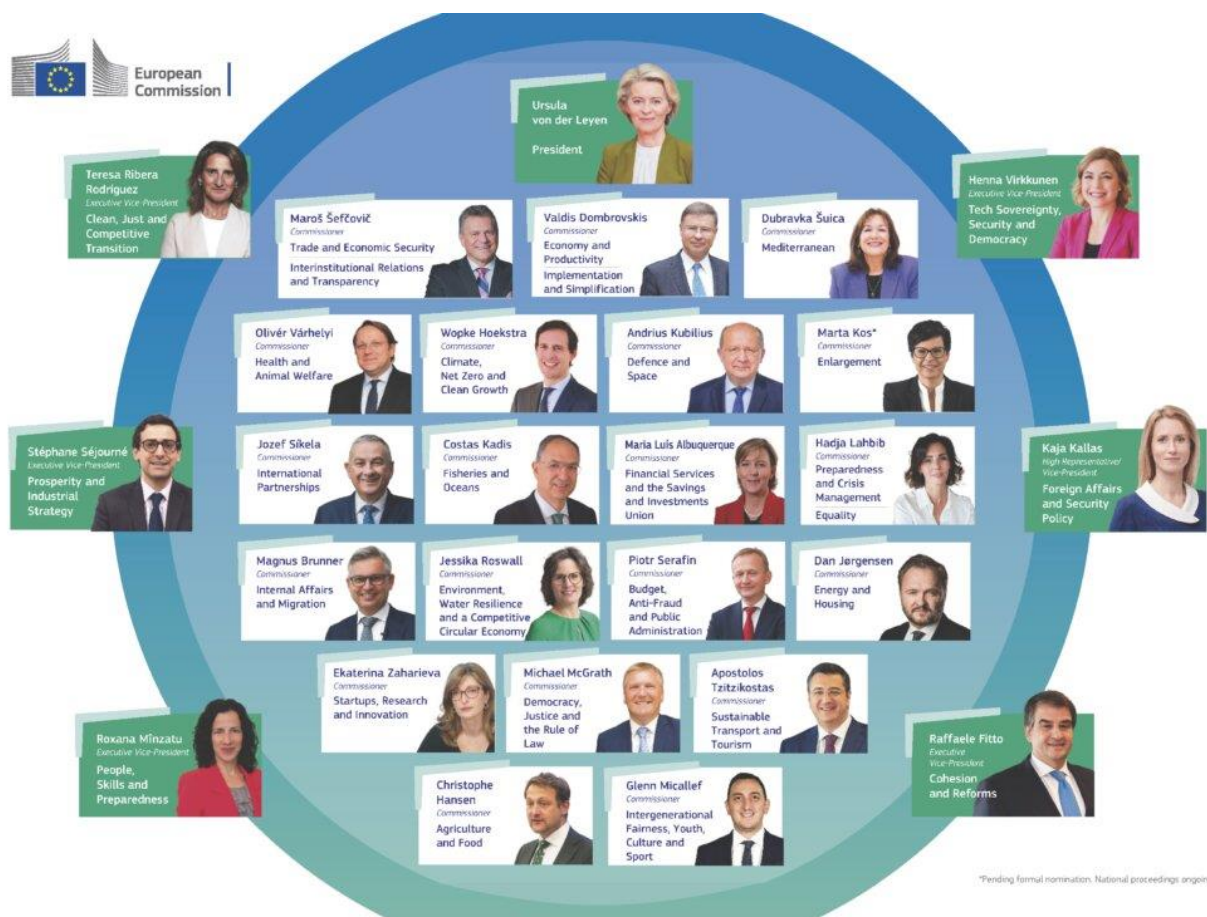 European
Commission
Ursula
von der Leyen
President
Teresa Ribera
Rodríguez
Executive Vice-President
Clean, Just and
Competitive
Transition
Henna Virkkunen
Executive Vice-President
Tech Sovereignty,
Security and
Democracy
Maroš Šefčovič
Commissioner
Trade and Economic Security
Interinstitutional Relations
and Transparency
Valdis Dombrovskis
Commissioner
Economy and
Productivity
Implementation
and Simplification
Dubravka Šuica
Commissioner
Mediterranean
Olivér Várhelyi
Commissioner
Health and
Animal Welfare
Wopke Hoekstra
Commissioner
Climate,
Net Zero and
Clean Growth
Andrius Kubilius
Commissioner
Defence and
Space
Marta Kos*
Commissioner
Enlargement
Stéphane Séjourné
Executive Vice-President
Prosperity and
Industrial
Strategy
Jozef Síkela
Commissioner
International
Partnerships
Costas Kadis
Commissioner
Fisheries and
Oceans
Maria Luís Albuquerque
Commissioner
Financial Services
and the Savings
and Investments
Union
Hadja Lahbib
Commissioner
Preparedness
and Crisis
Management
Equality
Kaja Kallas
High Representative/
Vice-President
Foreign Affairs
and Security
Policy
Magnus Brunner
Commissioner
Internal Affairs
and Migration
Jessika Roswall
Commissioner
Environment,
Water Resilience
and a Competitive
Circular Economy
Piotr Serafin
Commissioner
Budget,
Anti-Fraud
and Public
Administration
Dan Jørgensen
Commissioner
Energy and
Housing
Ekaterina Zaharieva
Commissioner
Startups, Research
and Innovation
Michael McGrath
Commissioner
Democracy,
Justice and
the Rule of
Law
Apostolos
Tzitzikostas
Commissioner
Sustainable
Transport and
Tourism
Roxana Mînzatu
Executive Vice-President
People,
Skills and
Preparedness
Raffaele Fitto
Executive
Vice-President
Cohesion
and Reforms
Christophe
Hansen
Commissioner
Agriculture
and Food
Glenn Micallef
Commissioner
Intergenerational
Fairness, Youth,
Culture and
Sport
*Pending formal nomination. National proceedings ongoin